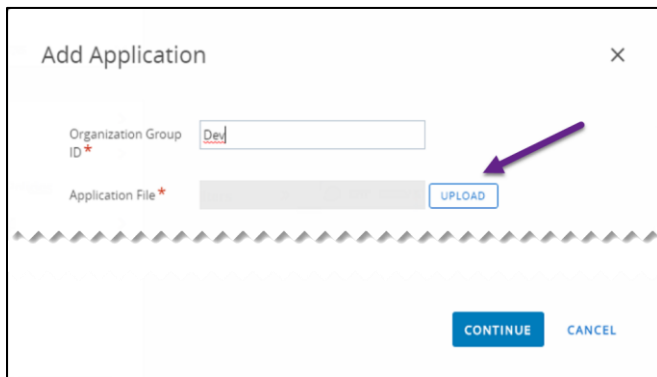 Add Application
Organization Group
ID*
Dev
Application File*
UPLOAD
CONTINUE
CANCEL